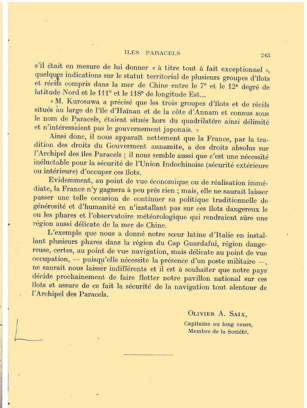 ILES PARACELS 243
s'il était en mesure de lui donner « à titre tout à fait exceptionnel »,
quelques indications sur le statut territorial de plusieurs groupes d'îlots
et récifs compris dans la mer de Chine entre le 7e et le 12e degré de
latitude Nord et le 111e et le 118e de longitude Est...
« M. Kurosawa a précisé que les trois groupes d'îlots et de récifs
situés au large de l'île d'Haïnan et de la côte d'Annam et connus sous
le nom de Paracels, étaient situés hors du quadrilatère ainsi délimité
et n'intéressaient pas le gouvernement japonais. »
Ainsi donc, il nous apparaît nettement que la France, par la tra-
dition des droits du Gouverment annamite, a des droits absolus sur
l'Archipel des îles Paracels ; il nous semble aussi que c'est une nécessité
inéluctable pour la sécurité de l'Union Indochinoise (sécurité extérieure
ou intérieure) d'occuper ces îlots.
Evidemment, au point de vue économique ou de réalisation immé-
diate, la France n'y gagnera à peu près rien ; mais, elle ne saurait laisser
passer une telle occasion de continuer sa politique traditionnelle de
générosité et d'humanité en n'installant pas sur ces îlots dangereux le
ou les phares et l'observatoire météorologique qui rendraient sûre une
région aussi délicate de la mer de Chine.
L'exemple que nous a donné notre sœur latine d'Italie en instal-
lant plusieurs phares dans la région du Cap Guardafui, région dange-
reuse, certes, au point de vue navigation, mais délicate au point de vue
occupation, — puisqu'elle nécessite la présence d'un poste militaire —,
ne saurait nous laisser indifférents et il est à souhaiter que notre pays
décide prochainement de faire flotter notre pavillon national sur ces
îlots et assure de ce fait la sécurité de la navigation tout alentour de
l'Archipel des Paracels.
OLIVIER A. SAIX,
Capitaine au long cours,
Membre de la Société.